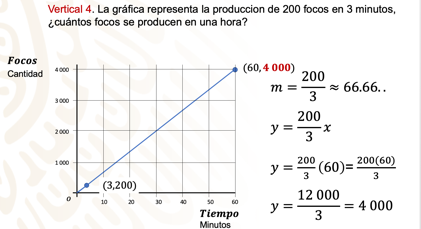 Vertical 4. La gráfica representa la produccion de 200 focos en 3 minutos,
¿cuántos focos se producen en una hora?
Focos
Cantidad
4 000
3 000
2 000
1 000
0
10
20
30
40
50
60
(3,200)
(60,4 000)
Tiempo
Minutos
m = 200/3 ≈ 66.66..
y = 200/3 x
y = 200/3 (60)= 200(60)/3
y = 12 000/3 = 4 000